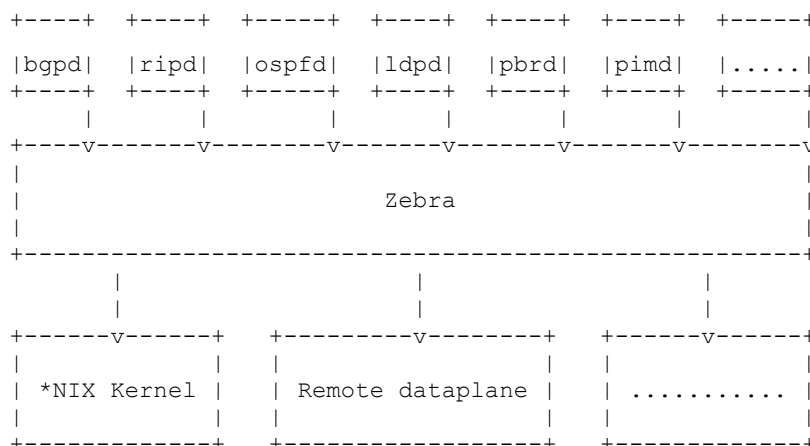 bgpd ripd ospfd ldpd pbrd pimd .....
Zebra
*NIX Kernel Remote dataplane ...........